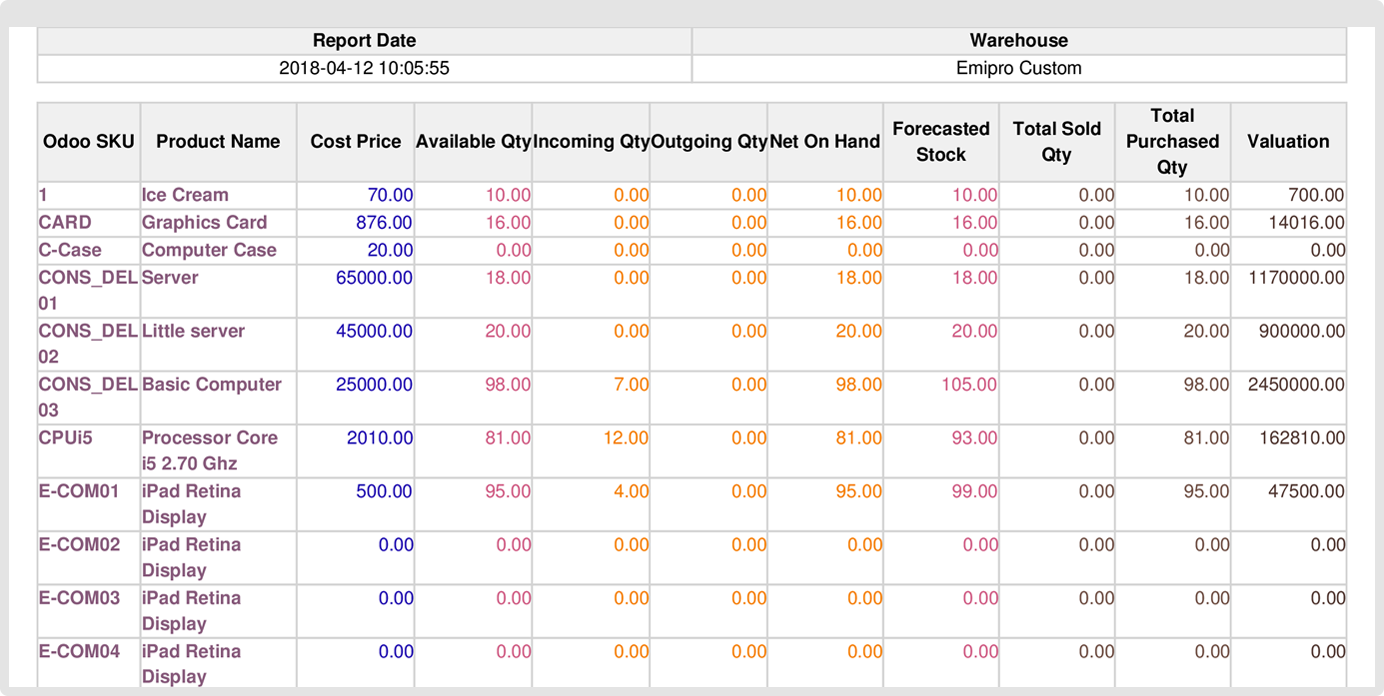 Report Date Warehouse
2018-04-12 10:05:55 Emipro Custom
Odoo SKU Product Name Cost Price Available Qty Incoming Qty Outgoing Qty Net On Hand Forecasted Stock Total Sold Qty Total Purchased Qty Valuation
1 Ice Cream 70.00 10.00 0.00 0.00 10.00 10.00 0.00 10.00 700.00
CARD Graphics Card 876.00 16.00 0.00 0.00 16.00 16.00 0.00 16.00 14016.00
C-Case Computer Case 20.00 0.00 0.00 0.00 0.00 0.00 0.00 0.00 0.00
CONS_DEL Server 65000.00 18.00 0.00 0.00 18.00 18.00 0.00 18.00 1170000.00
01
CONS_DEL Little server 45000.00 20.00 0.00 0.00 20.00 20.00 0.00 20.00 900000.00
02
CONS_DEL Basic Computer 25000.00 98.00 7.00 0.00 98.00 105.00 0.00 98.00 2450000.00
03
CPUi5 Processor Core 2010.00 81.00 12.00 0.00 81.00 93.00 0.00 81.00 162810.00
i5 2.70 Ghz
E-COM01 iPad Retina 500.00 95.00 4.00 0.00 95.00 99.00 0.00 95.00 47500.00
Display
E-COM02 iPad Retina 0.00 0.00 0.00 0.00 0.00 0.00 0.00 0.00 0.00
Display
E-COM03 iPad Retina 0.00 0.00 0.00 0.00 0.00 0.00 0.00 0.00 0.00
Display
E-COM04 iPad Retina 0.00 0.00 0.00 0.00 0.00 0.00 0.00 0.00 0.00
Display